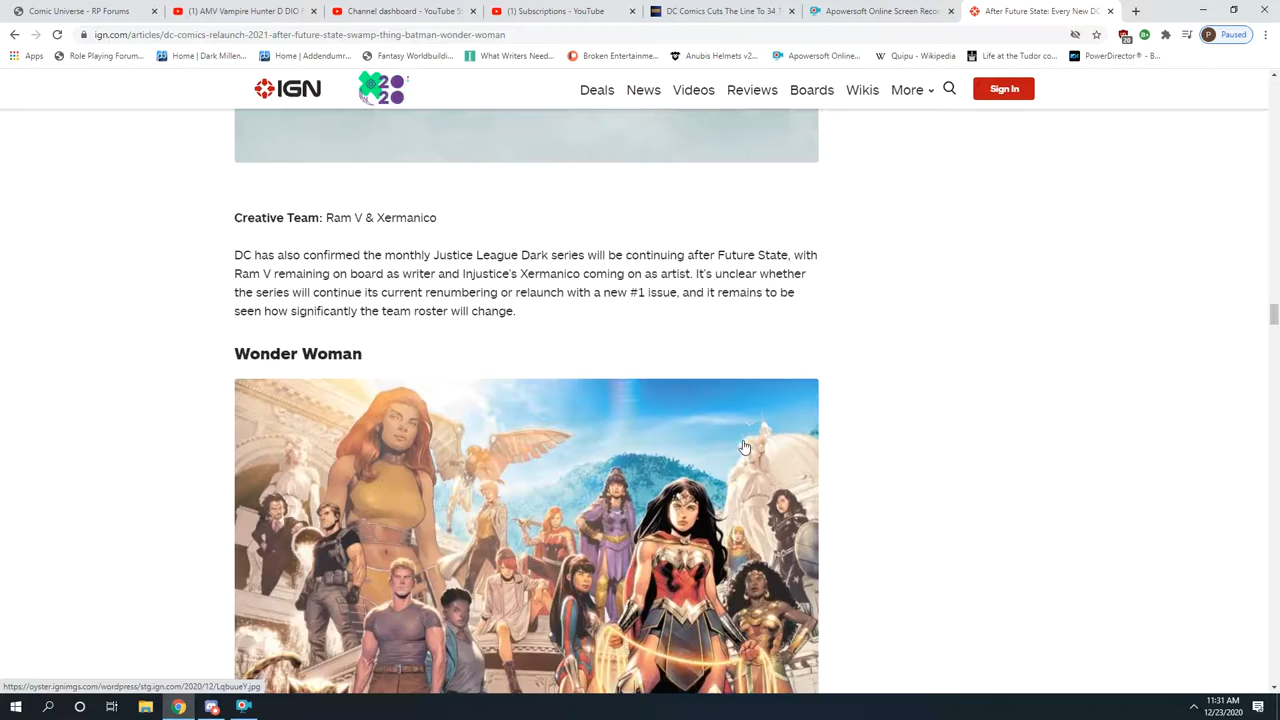 Comic Universe - RP Forums
(1) AMV Vampire Hunter D DIO F
Channel dashboard - YouTube St
(1) Subscriptions - YouTube
DC Comics Cuts The Line To 34 T
Apowersoft Online Screen Recor
After Future State: Every New DC
ign.com/articles/dc-comics-relaunch-2021-after-future-state-swamp-thing-batman-wonder-woman
20
P
Paused
Apps
Role Playing Forum...
Home | Dark Millen...
Home | Addendumr...
Fantasy Worldbuildi...
What Writers Need...
Broken Entertainme...
Anubis Helmets v2...
Apowersoft Online...
Quipu - Wikipedia
Life at the Tudor co...
PowerDirector® - B...
IGN
2020
Deals
News
Videos
Reviews
Boards
Wikis
More
Sign In
Creative Team: Ram V & Xermanico
DC has also confirmed the monthly Justice League Dark series will be continuing after Future State, with
Ram V remaining on board as writer and Injustice's Xermanico coming on as artist. It's unclear whether
the series will continue its current renumbering or relaunch with a new #1 issue, and it remains to be
seen how significantly the team roster will change.
Wonder Woman
https://oyster.ignimgs.com/wordpress/stg.ign.com/2020/12/LqbuueY.jpg
11:31 AM
12/23/2020